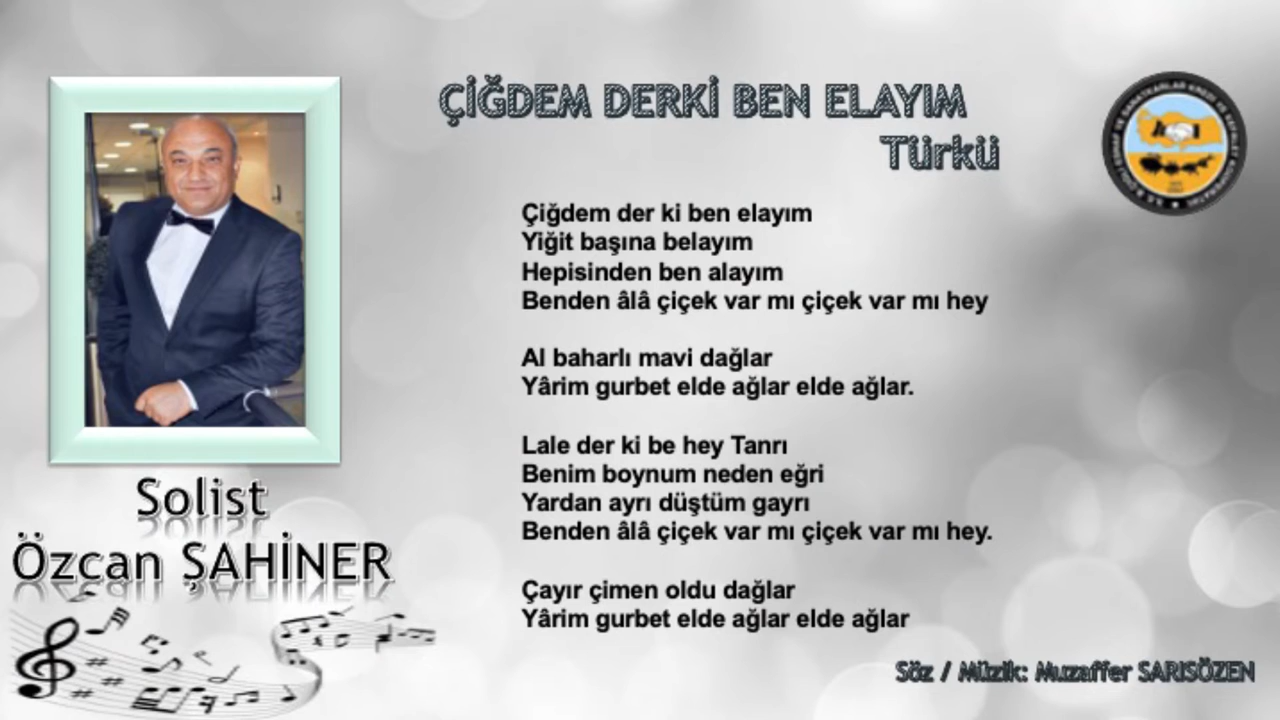 ÇİĞDEM DERKİ BEN ELAYIM
Türkü
Çiğdem der ki ben elayım
Yiğit başına belayım
Hepisinden ben alayım
Benden âlâ çiçek var mı çiçek var mı hey
Al baharlı mavi dağlar
Yârim gurbet elde ağlar elde ağlar.
Lale der ki be hey Tanrı
Benim boynum neden eğri
Yardan ayrı düştüm gayrı
Benden âlâ çiçek var mı çiçek var mı hey.
Çayır çimen oldu dağlar
Yârim gurbet elde ağlar elde ağlar
Solist
Özcan ŞAHİNER
Söz / Müzik: Muzaffer SARISÖZEN